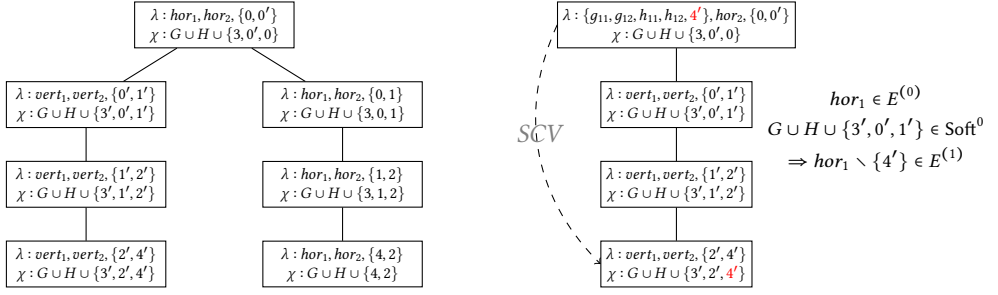 λ : hor₁, hor₂, {0, 0′}
χ : G ∪ H ∪ {3, 0′, 0}
λ : vert₁, vert₂, {0′, 1′}
χ : G ∪ H ∪ {3′, 0′, 1′}
λ : hor₁, hor₂, {0, 1}
χ : G ∪ H ∪ {3, 0, 1}
λ : vert₁, vert₂, {1′, 2′}
χ : G ∪ H ∪ {3′, 1′, 2′}
λ : hor₁, hor₂, {1, 2}
χ : G ∪ H ∪ {3, 1, 2}
λ : vert₁, vert₂, {2′, 4′}
χ : G ∪ H ∪ {3′, 2′, 4′}
λ : hor₁, hor₂, {4, 2}
χ : G ∪ H ∪ {4, 2}
λ : {g₁₁, g₁₂, h₁₁, h₁₂, 4′}, hor₂, {0, 0′}
χ : G ∪ H ∪ {3, 0′, 0}
λ : vert₁, vert₂, {0′, 1′}
χ : G ∪ H ∪ {3′, 0′, 1′}
SCV
λ : vert₁, vert₂, {1′, 2′}
χ : G ∪ H ∪ {3′, 1′, 2′}
λ : vert₁, vert₂, {2′, 4′}
χ : G ∪ H ∪ {3′, 2′, 4′}
hor₁ ∈ E⁽⁰⁾
G ∪ H ∪ {3′, 0′, 1′} ∈ Soft⁰
⇒ hor₁ ∖ {4′} ∈ E⁽¹⁾